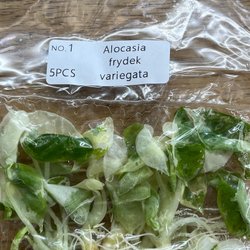 NO. 1 Alocasia
frydek
5PCS variegata